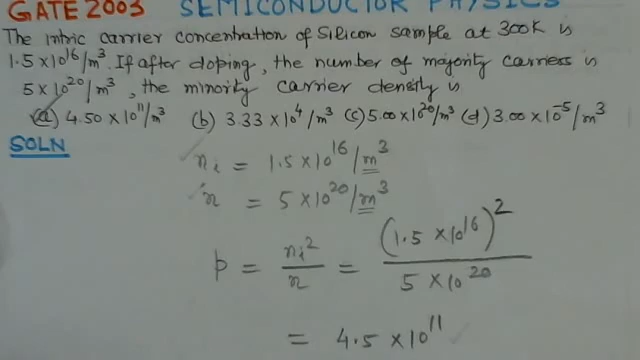 GATE 2003 SEMICONDUCTOR PHYSICS
The intric carrier concentration of Silicon sample at 300K is
1.5×10^16/m^3. If after doping, the number of majority carriers is
5×10^20/m^3, the minority carrier density is
(a) 4.50×10^11/m^3 (b) 3.33×10^4/m^3 (c) 5.00×10^20/m^3 (d) 3.00×10^-5/m^3
SOLN
n_i = 1.5×10^16/m^3
n = 5×10^20/m^3
p = n_i^2/n = (1.5×10^16)^2/5×10^20
= 4.5×10^11